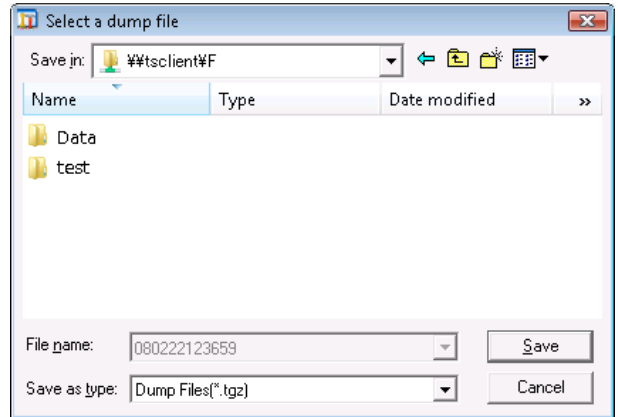 Select a dump file
Save in: ¥¥tsclient¥F
Name Type Date modified »
Data
test
File name: 080222123659 Save
Save as type: Dump Files(*.tgz) Cancel